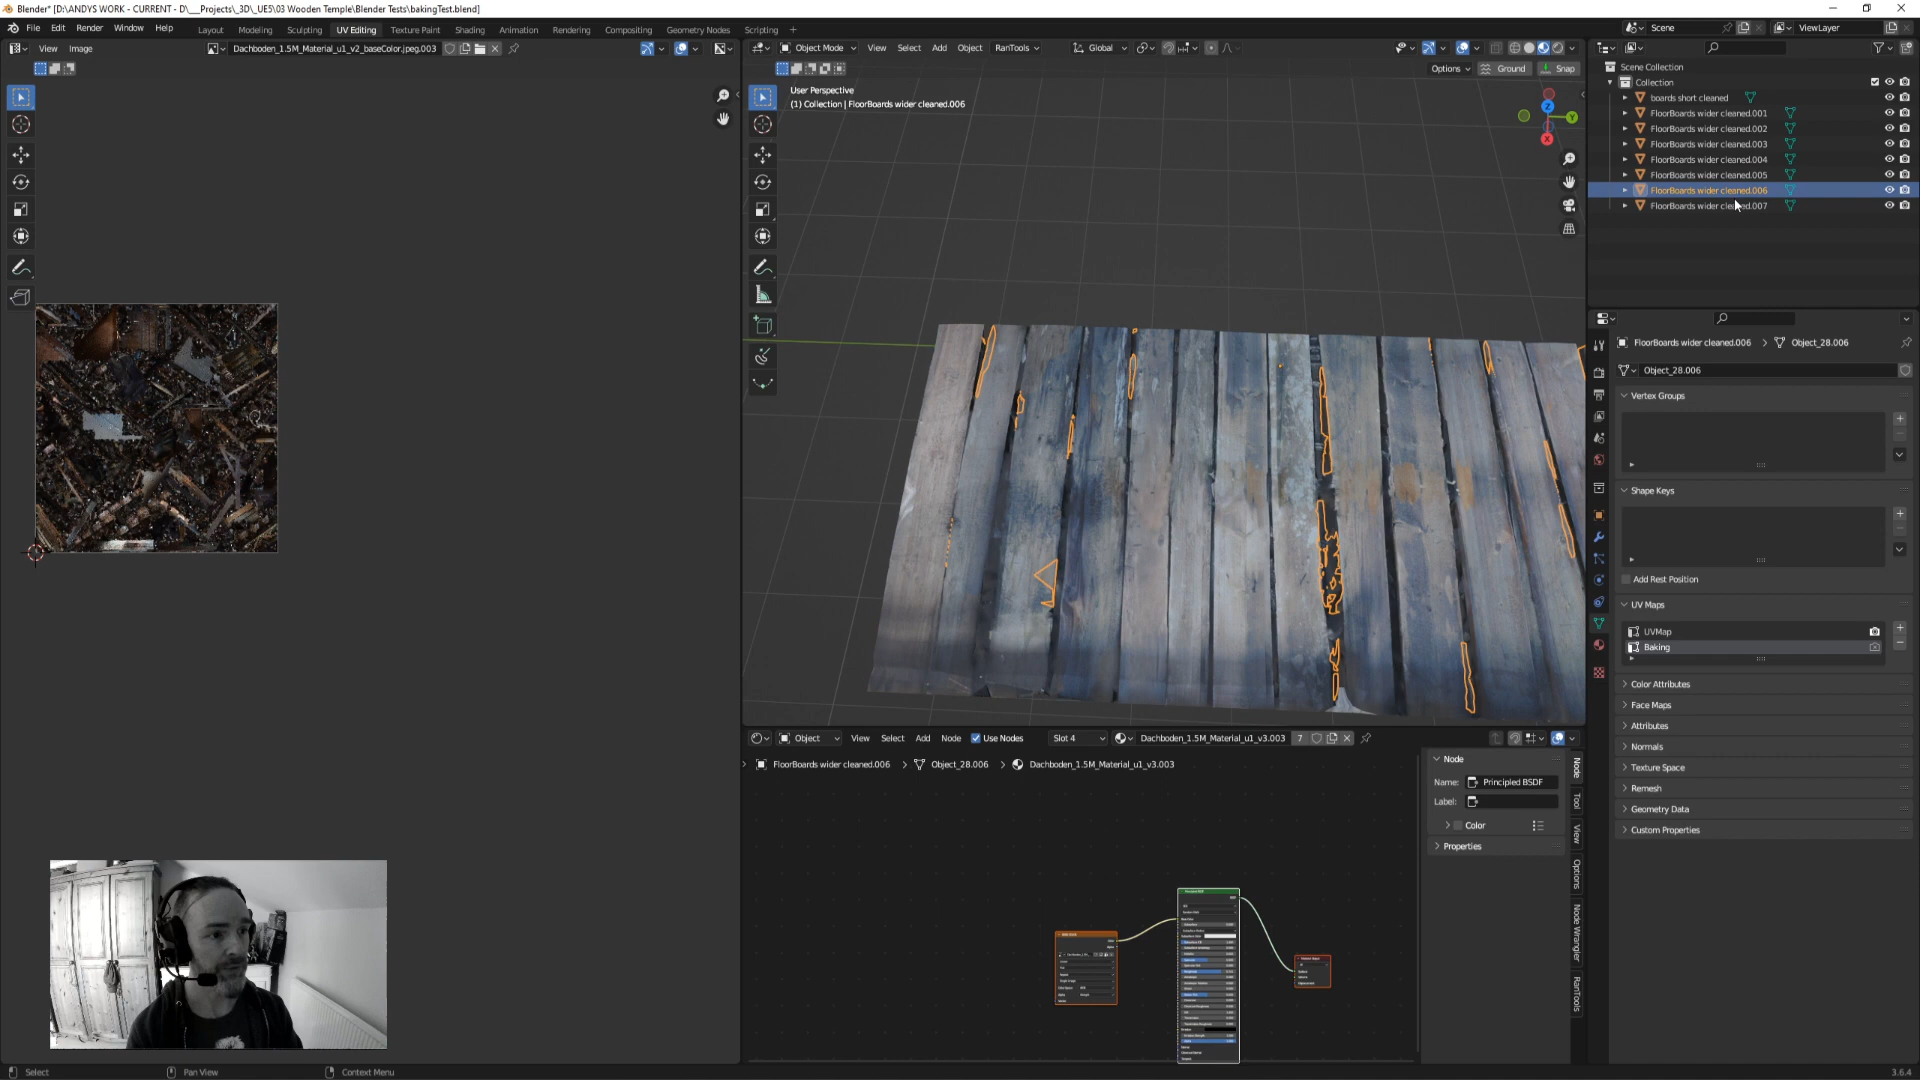 Blender* [D:\ANDYS WORK - CURRENT - D\___Projects\_3D\_UE5\03 Wooden Temple\Blender Tests\bakingTest.blend]
File Edit Render Window Help Layout Modeling Sculpting UV Editing Texture Paint Shading Animation Rendering Compositing Geometry Nodes Scripting + Scene ViewLayer
View Image Dachboden_1.5M_Material_u1_v2_baseColor.jpeg.003 Object Mode View Select Add Object RanTools Global
Options Ground Snap
User Perspective
(1) Collection | FloorBoards wider cleaned.006
Z
Y
X
Scene Collection
Collection
boards short cleaned
FloorBoards wider cleaned.001
FloorBoards wider cleaned.002
FloorBoards wider cleaned.003
FloorBoards wider cleaned.004
FloorBoards wider cleaned.005
FloorBoards wider cleaned.006
FloorBoards wider cleaned.007
FloorBoards wider cleaned.006 > Object_28.006
Object_28.006
Vertex Groups
Shape Keys
Add Rest Position
UV Maps
UVMap
Baking
Color Attributes
Face Maps
Attributes
Normals
Texture Space
Remesh
Geometry Data
Custom Properties
Object View Select Add Node Use Nodes Slot 4 Dachboden_1.5M_Material_u1_v3.003 7
FloorBoards wider cleaned.006 > Object_28.006 > Dachboden_1.5M_Material_u1_v3.003
Node
Name: Principled BSDF
Label:
Color
Properties
Node
Tool
View
Options
Node Wrangler
RanTools
Select Pan View Context Menu 3.6.4